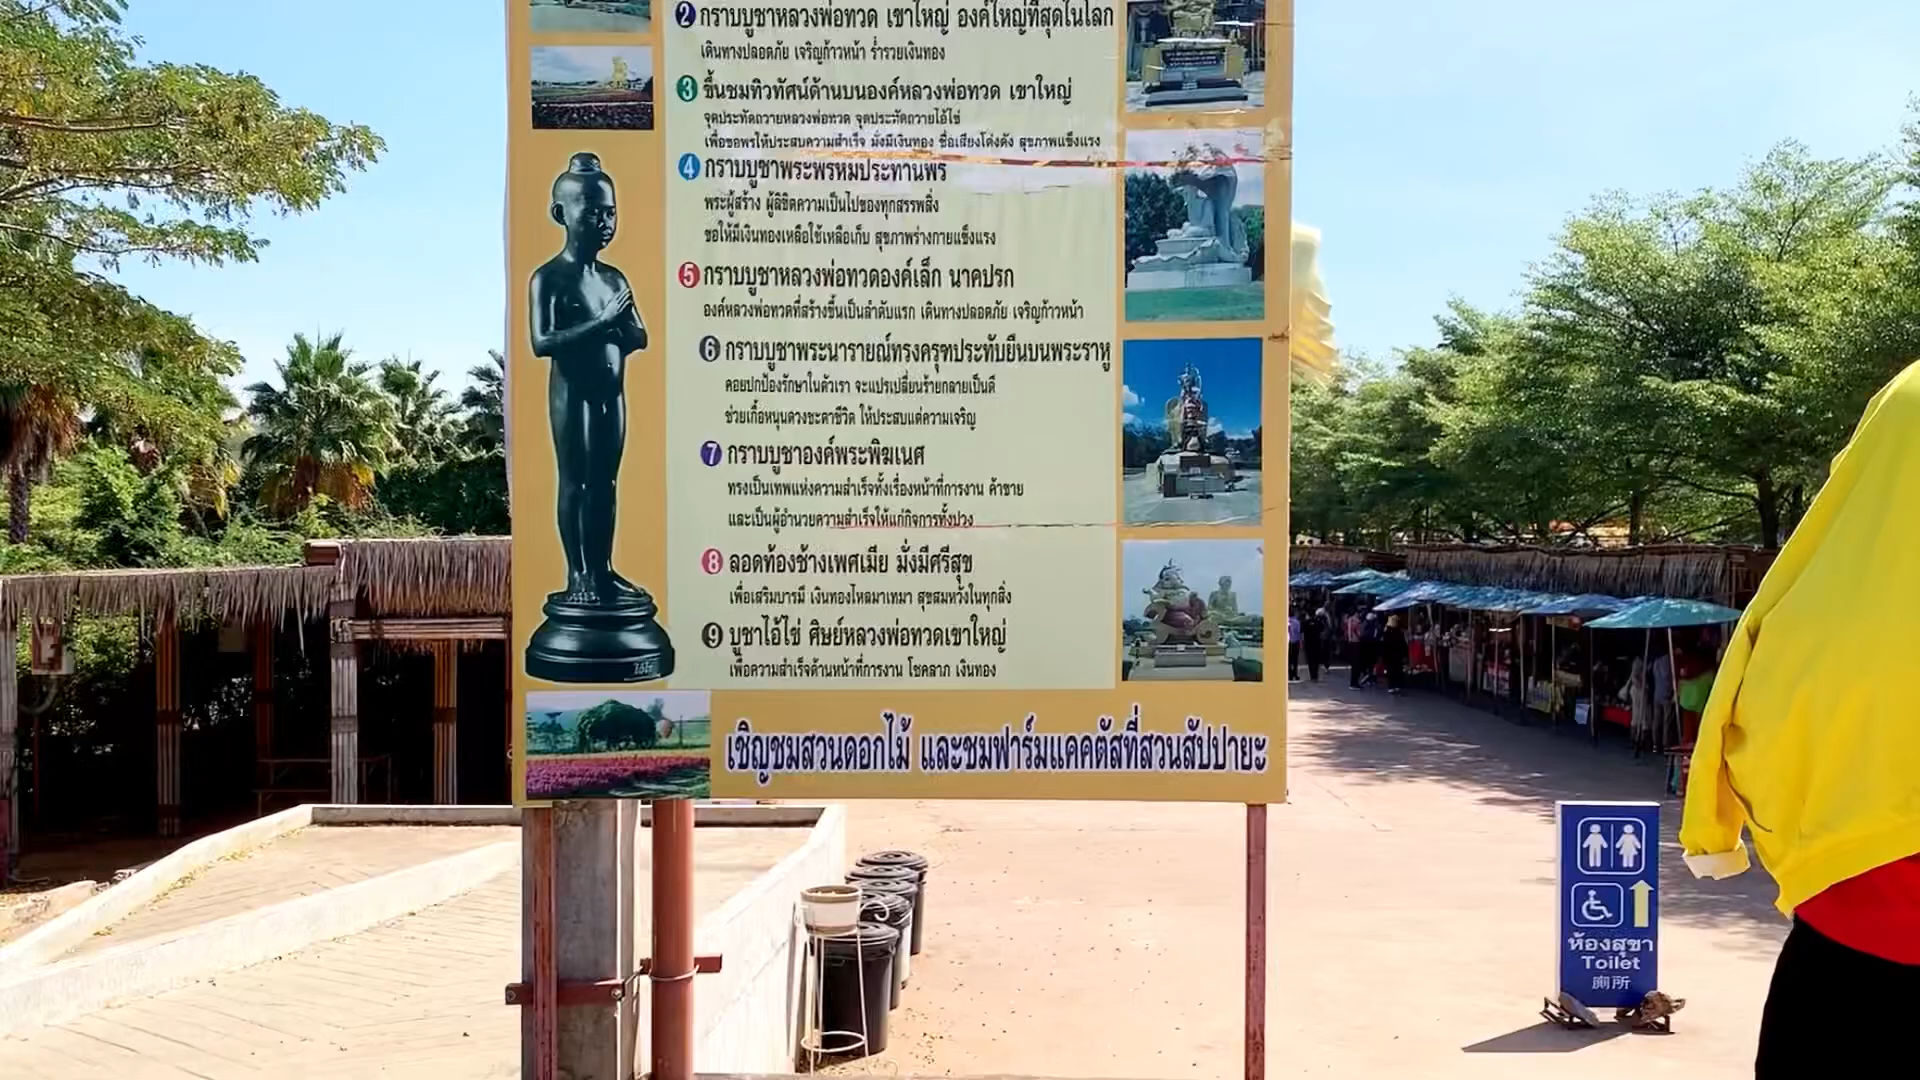 2 กราบบูชาหลวงพ่อทวด เขาใหญ่ องค์ใหญ่ที่สุดในโลก
เดินทางปลอดภัย เจริญก้าวหน้า ร่ำรวยเงินทอง
3 ขึ้นชมทิวทัศน์ด้านบนองค์หลวงพ่อทวด เขาใหญ่
จุดประทัดถวายหลวงพ่อทวด จุดประทัดถวายไอ้ไข่
เพื่อขอพรให้ประสบความสำเร็จ มั่งมีเงินทอง ชื่อเสียงโด่งดัง สุขภาพแข็งแรง
4 กราบบูชาพระพรหมประทานพร
พระผู้สร้าง ผู้ลิขิตความเป็นไปของทุกสรรพสิ่ง
ขอให้มีเงินทองเหลือใช้เหลือเก็บ สุขภาพร่างกายแข็งแรง
5 กราบบูชาหลวงพ่อทวดองค์เล็ก นาคปรก
องค์หลวงพ่อทวดที่สร้างขึ้นเป็นลำดับแรก เดินทางปลอดภัย เจริญก้าวหน้า
6 กราบบูชาพระนารายณ์ทรงครุฑประทับยืนบนพระราหู
คอยปกป้องรักษาในตัวเรา จะแปรเปลี่ยนร้ายกลายเป็นดี
ช่วยเกื้อหนุนดวงชะตาชีวิต ให้ประสบแต่ความเจริญ
7 กราบบูชาองค์พระพิฆเนศ
ทรงเป็นเทพแห่งความสำเร็จทั้งเรื่องหน้าที่การงาน ค้าขาย
และเป็นผู้อำนวยความสำเร็จให้แก่กิจการทั้งปวง
8 ลอดท้องช้างเพศเมีย มั่งมีศรีสุข
เพื่อเสริมบารมี เงินทองไหลมาเทมา สุขสมหวังในทุกสิ่ง
9 บูชาไอ้ไข่ ศิษย์หลวงพ่อทวดเขาใหญ่
เพื่อความสำเร็จด้านหน้าที่การงาน โชคลาภ เงินทอง
ไอ้ไข่
เชิญชมสวนดอกไม้ และชมฟาร์มแคคตัสที่สวนสัปปายะ
ห้องสุขา
Toilet
廁所